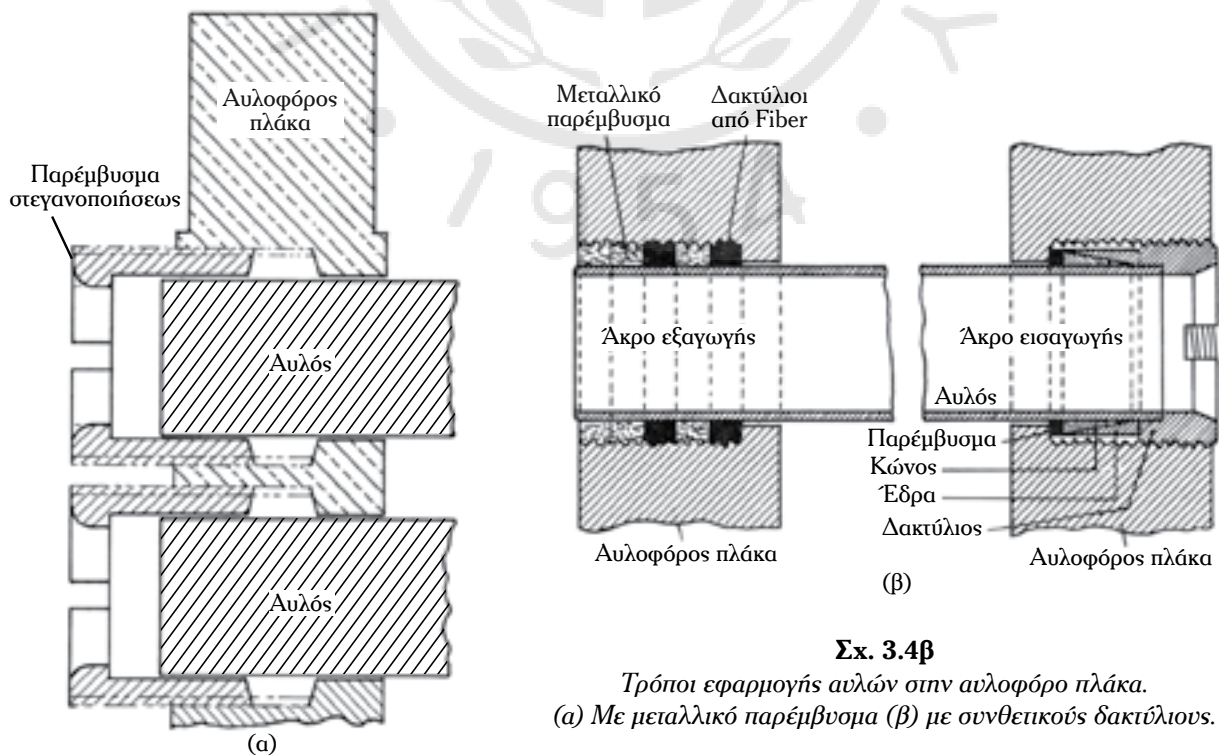 Αυλοφόρος
πλάκα
Παρέμβυσμα
στεγανοποιήσεως
Αυλός
Αυλός
(α)
Μεταλλικό
παρέμβυσμα
Δακτύλιοι
από Fiber
1954
Άκρο εξαγωγής
Άκρο εισαγωγής
Αυλός
Παρέμβυσμα
Κώνος
Έδρα
Δακτύλιος
Αυλοφόρος πλάκα
Αυλοφόρος πλάκα
(β)
Σχ. 3.4β
Τρόποι εφαρμογής αυλών στην αυλοφόρο πλάκα.
(α) Με μεταλλικό παρέμβυσμα (β) με συνθετικούς δακτύλιους.